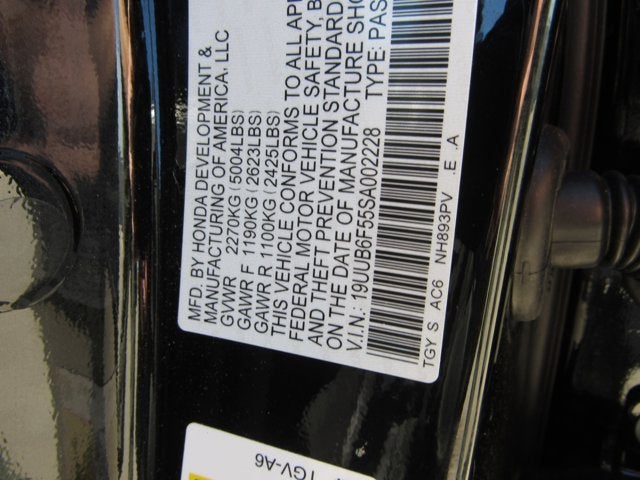 MFD. BY HONDA DEVELOPMENT &
MANUFACTURING OF AMERICA, LLC
GVWR 2270KG(5004LBS)
GAWR F 1190KG(2623LBS)
GAWR R 1100KG(2425LBS)
THIS VEHICLE CONFORMS TO ALL APP
FEDERAL MOTOR VEHICLE SAFETY, B
AND THEFT PREVENTION STANDARD
ON THE DATE OF MANUFACTURE SHO
V.I.N.: 19UUB6F55SA002228 TYPE: PAS
TGY S AC6 NH893PV .E .A
TGV-A6